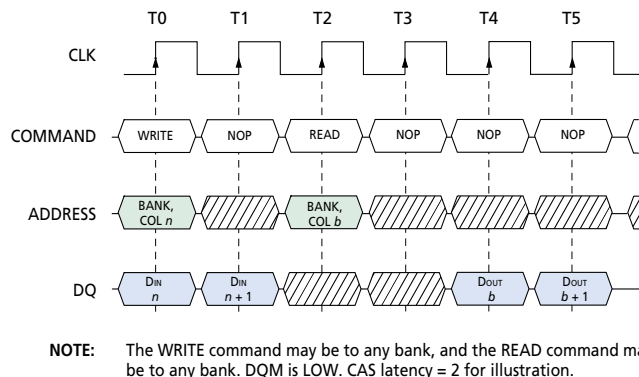 T0 T1 T2 T3 T4 T5
CLK
COMMAND WRITE NOP READ NOP NOP NOP
ADDRESS BANK, COL n BANK, COL b
DQ DIN n DIN n + 1 DOUT b DOUT b + 1
NOTE: The WRITE command may be to any bank, and the READ command ma
be to any bank. DQM is LOW. CAS latency = 2 for illustration.